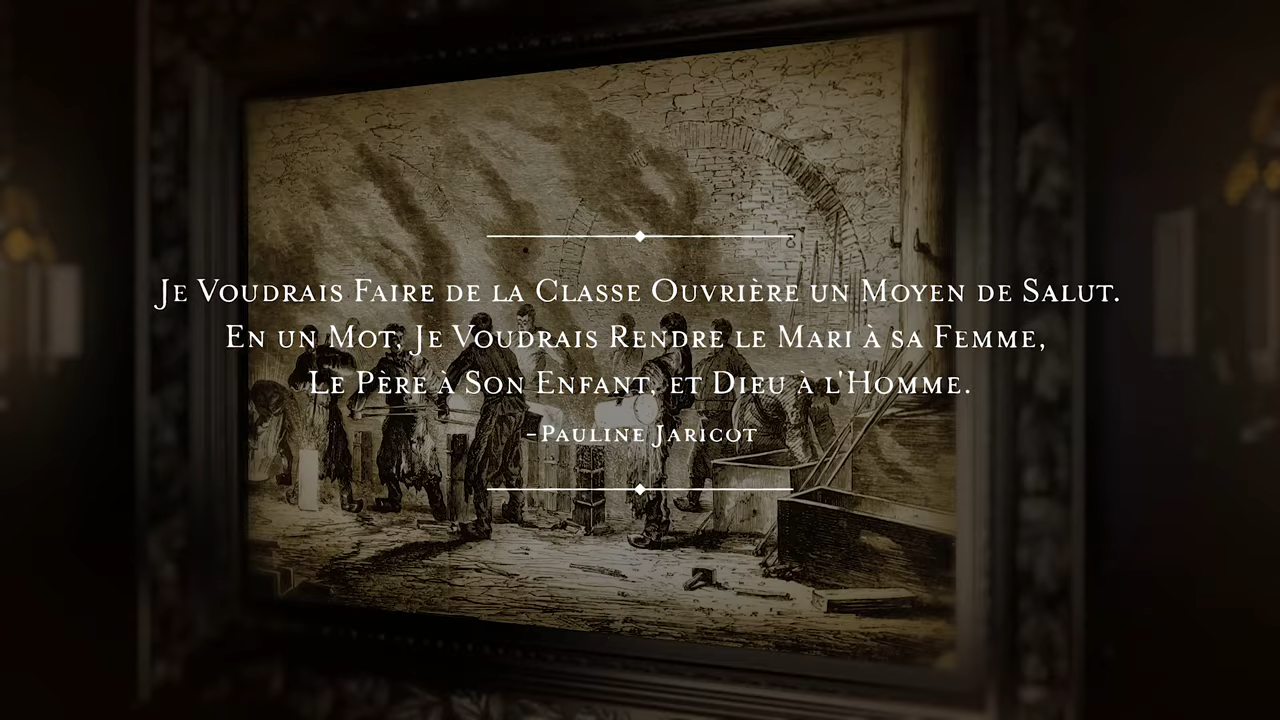 Je Voudrais Faire de la Classe Ouvrière un Moyen de Salut.
En un Mot, Je Voudrais Rendre le Mari à sa Femme,
Le Père à Son Enfant, et Dieu à l'Homme.
-Pauline Jaricot